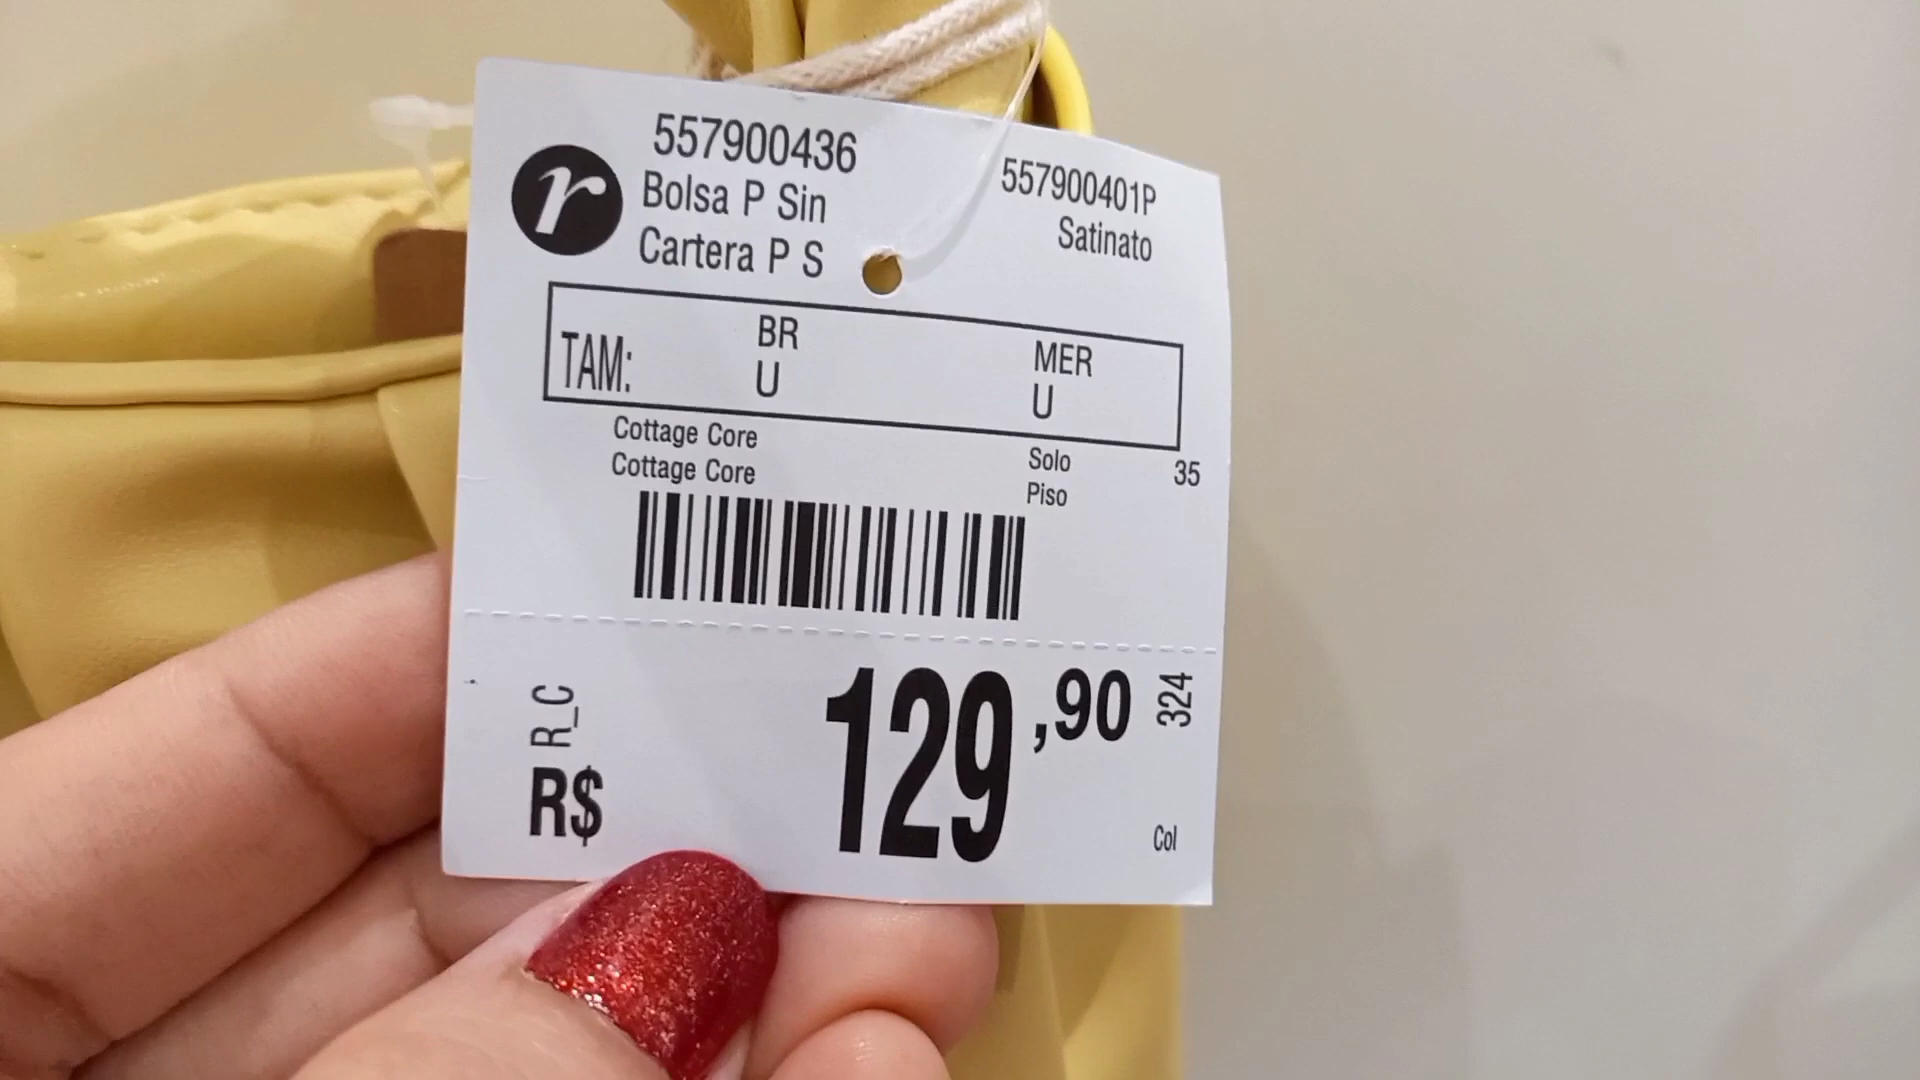 557900436
Bolsa P Sin
Cartera P S
557900401P
Satinato
r
TAM:
BR
U
MER
U
Cottage Core
Cottage Core
Solo
Piso
35
R_C
R$
129,90
324
Col